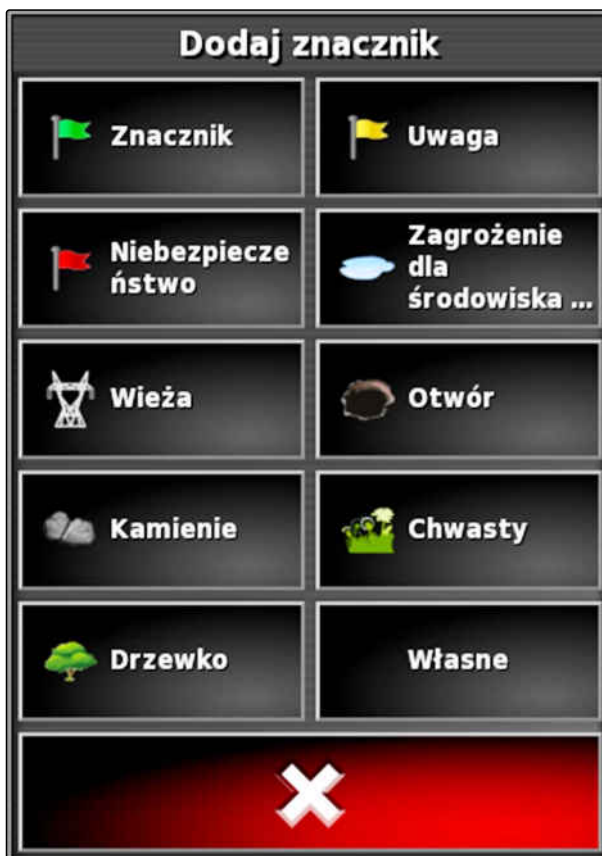 Dodaj znacznik
Znacznik
Uwaga
Niebezpiecze
ństwo
Zagrożenie
dla
środowiska ...
Wieża
Otwór
Kamienie
Chwasty
Drzewko
Własne